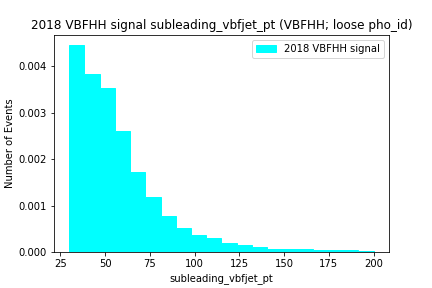 2018 VBFHH signal subleading_vbfjet_pt (VBFHH; loose pho_id)
2018 VBFHH signal
0.004
0.003
0.002
0.001
0.000
Number of Events
25 50 75 100 125 150 175 200
subleading_vbfjet_pt